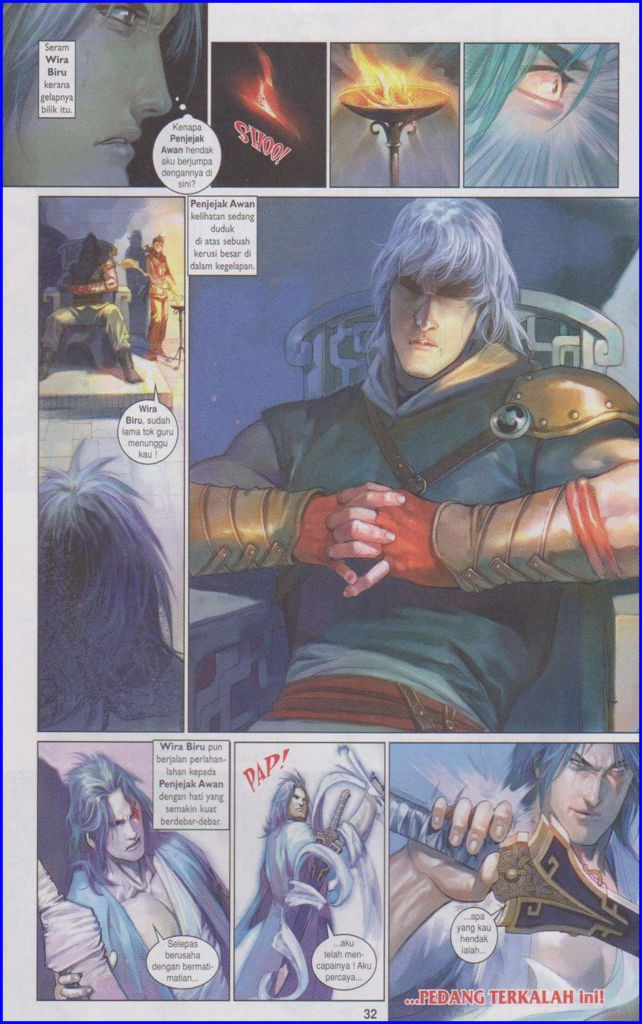 Seram
Wira
Biru
kerana
gelapnya
bilik itu.
Kenapa
Penjejak
Awan hendak
aku berjumpa
dengannya di
sini?
SHOOO!
Penjejak Awan
kelihatan sedang
duduk
di atas sebuah
kerusi besar di
dalam kegelapan.
Wira
Biru, sudah
lama tok guru
menunggu
kau !
Wira Biru pun
berjalan perlahan-
lahan kepada
Penjejak Awan
dengan hati yang
semakin kuat
berdebar-debar.
Selepas
berusaha
dengan bermati-
matian...
PAP!
...aku
telah men-
capainya ! Aku
percaya...
...apa
yang kau
hendak
ialah...
...PEDANG TERKALAH ini!
32